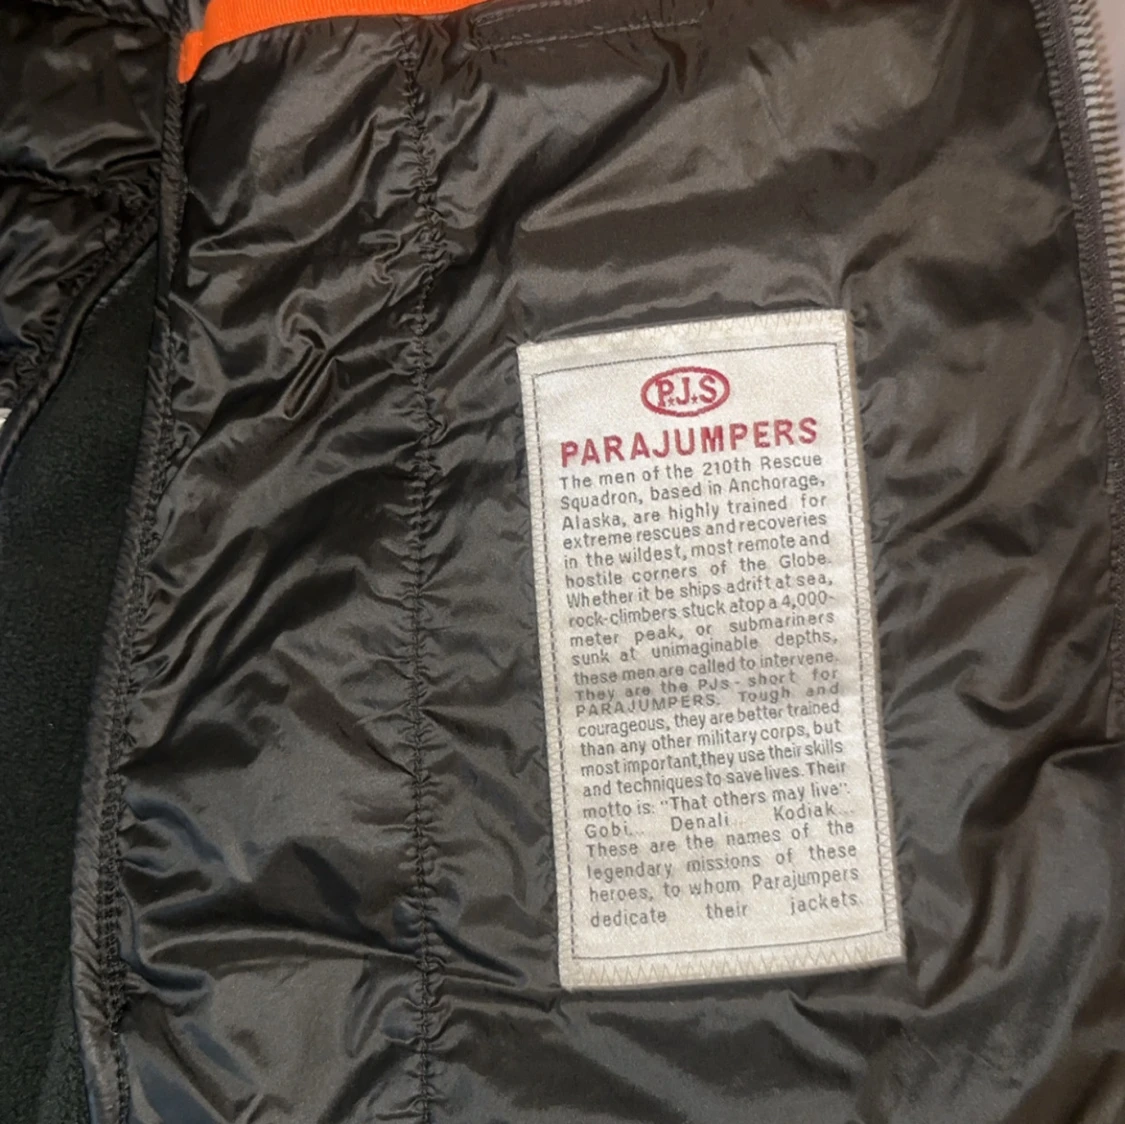 P.J.S
PARAJUMPERS
The men of the 210th Rescue
Squadron, based in Anchorage,
Alaska, are highly trained for
extreme rescues and recoveries
in the wildest, most remote and
hostile corners of the Globe.
Whether it be ships adrift at sea,
rock-climbers stuck atop a 4,000-
meter peak, or submariners
sunk at unimaginable depths,
these men are called to intervene.
They are the PJs - short for
PARAJUMPERS. Tough and
courageous, they are better trained
than any other military corps, but
most important,they use their skills
and techniques to save lives. Their
motto is: "That others may live".
Gobi... Denali... Kodiak...
These are the names of the
legendary missions of these
heroes, to whom Parajumpers
dedicate their jackets.